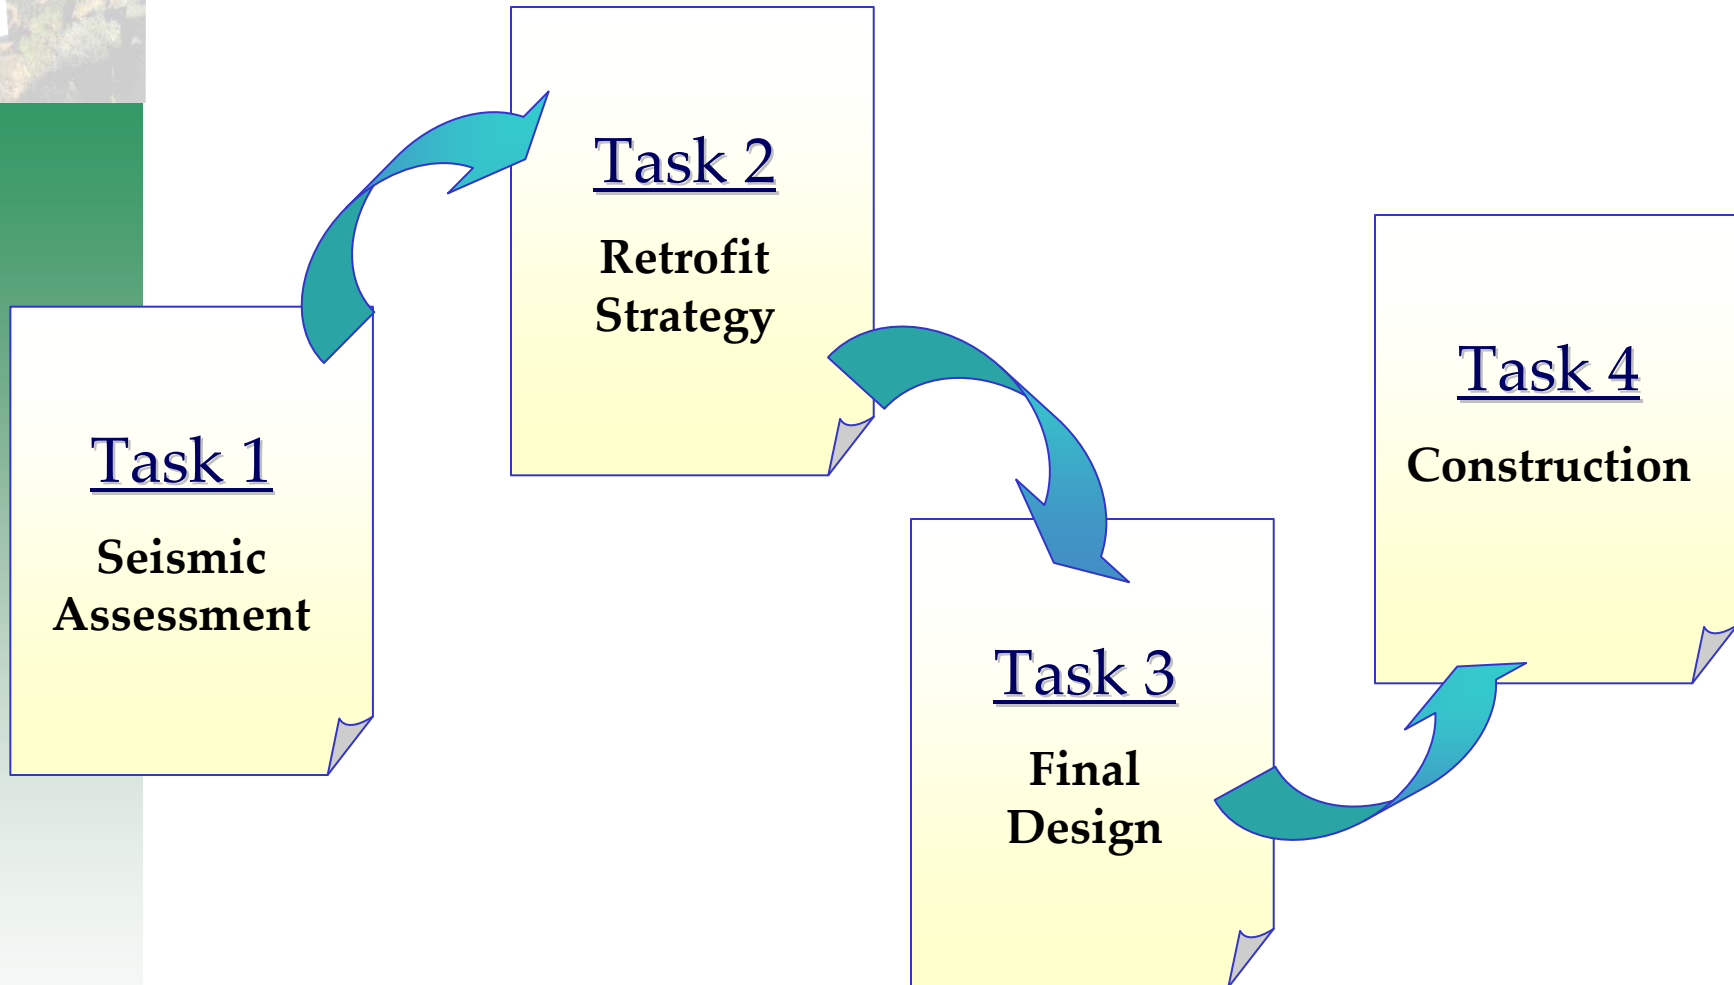 Task 1
Seismic
Assessment
Task 2
Retrofit
Strategy
Task 3
Final
Design
Task 4
Construction